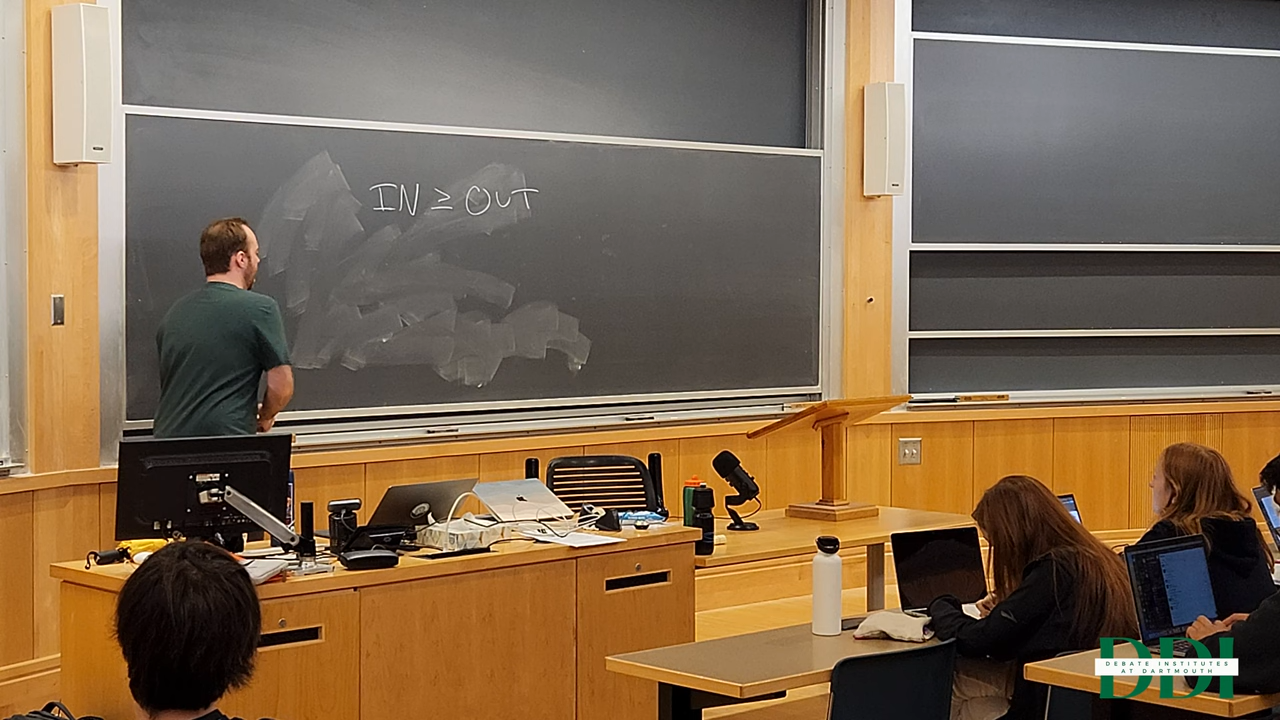 IN ≥ OUT
DDI
DEBATE INSTITUTES
AT DARTMOUTH